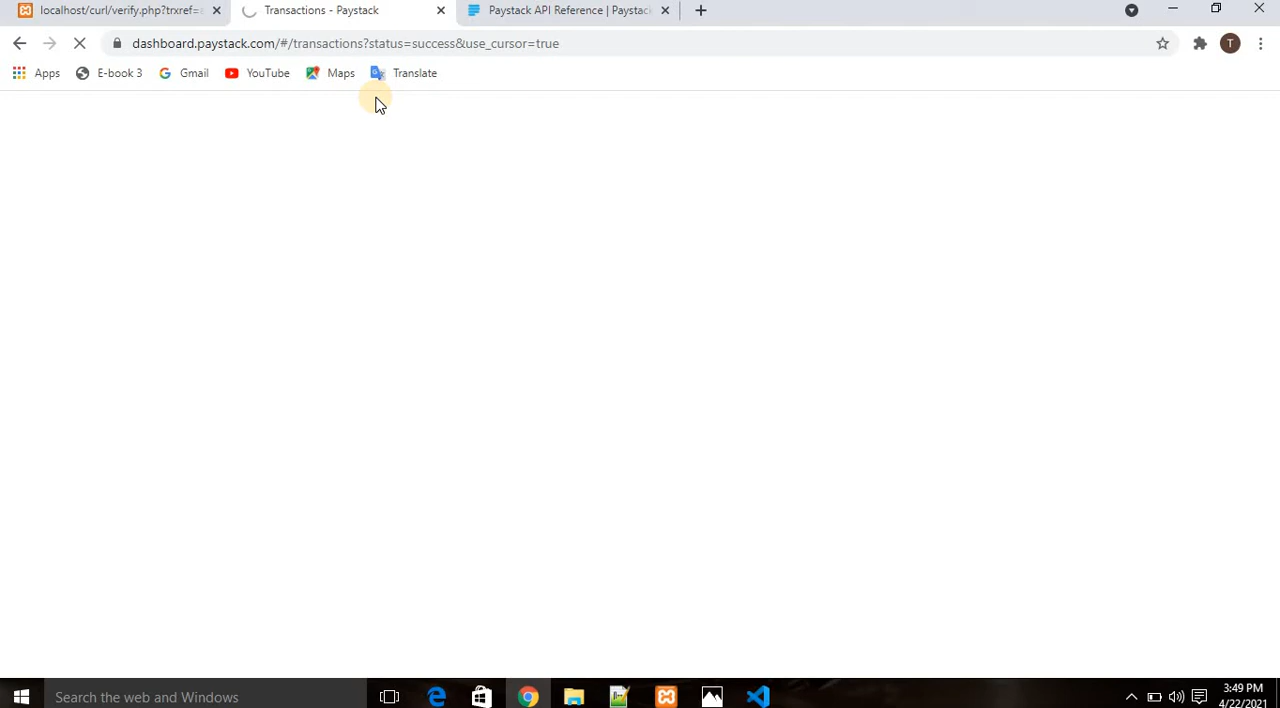 localhost/curl/verify.php?trxref=
Transactions - Paystack
Paystack API Reference | Paystack
dashboard.paystack.com/#/transactions?status=success&use_cursor=true
T
Apps
E-book 3
Gmail
YouTube
Maps
Translate
Search the web and Windows
3:49 PM
4/22/2021